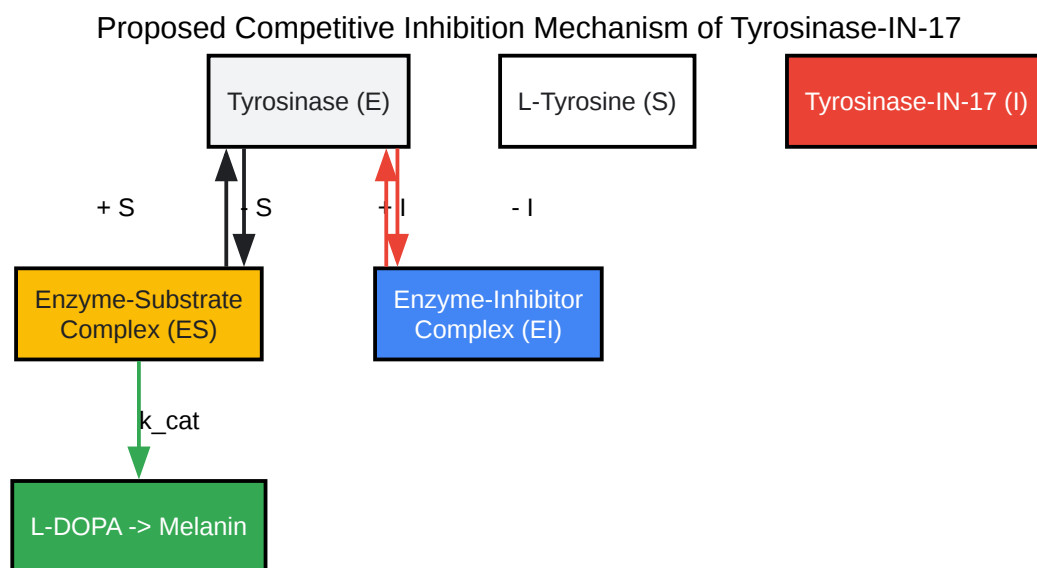 Proposed Competitive Inhibition Mechanism of Tyrosinase-IN-17
Tyrosinase (E)
L-Tyrosine (S)
Tyrosinase-IN-17 (I)
+ S
- S
+ I
- I
Enzyme-Substrate
Complex (ES)
Enzyme-Inhibitor
Complex (EI)
k_cat
L-DOPA -> Melanin